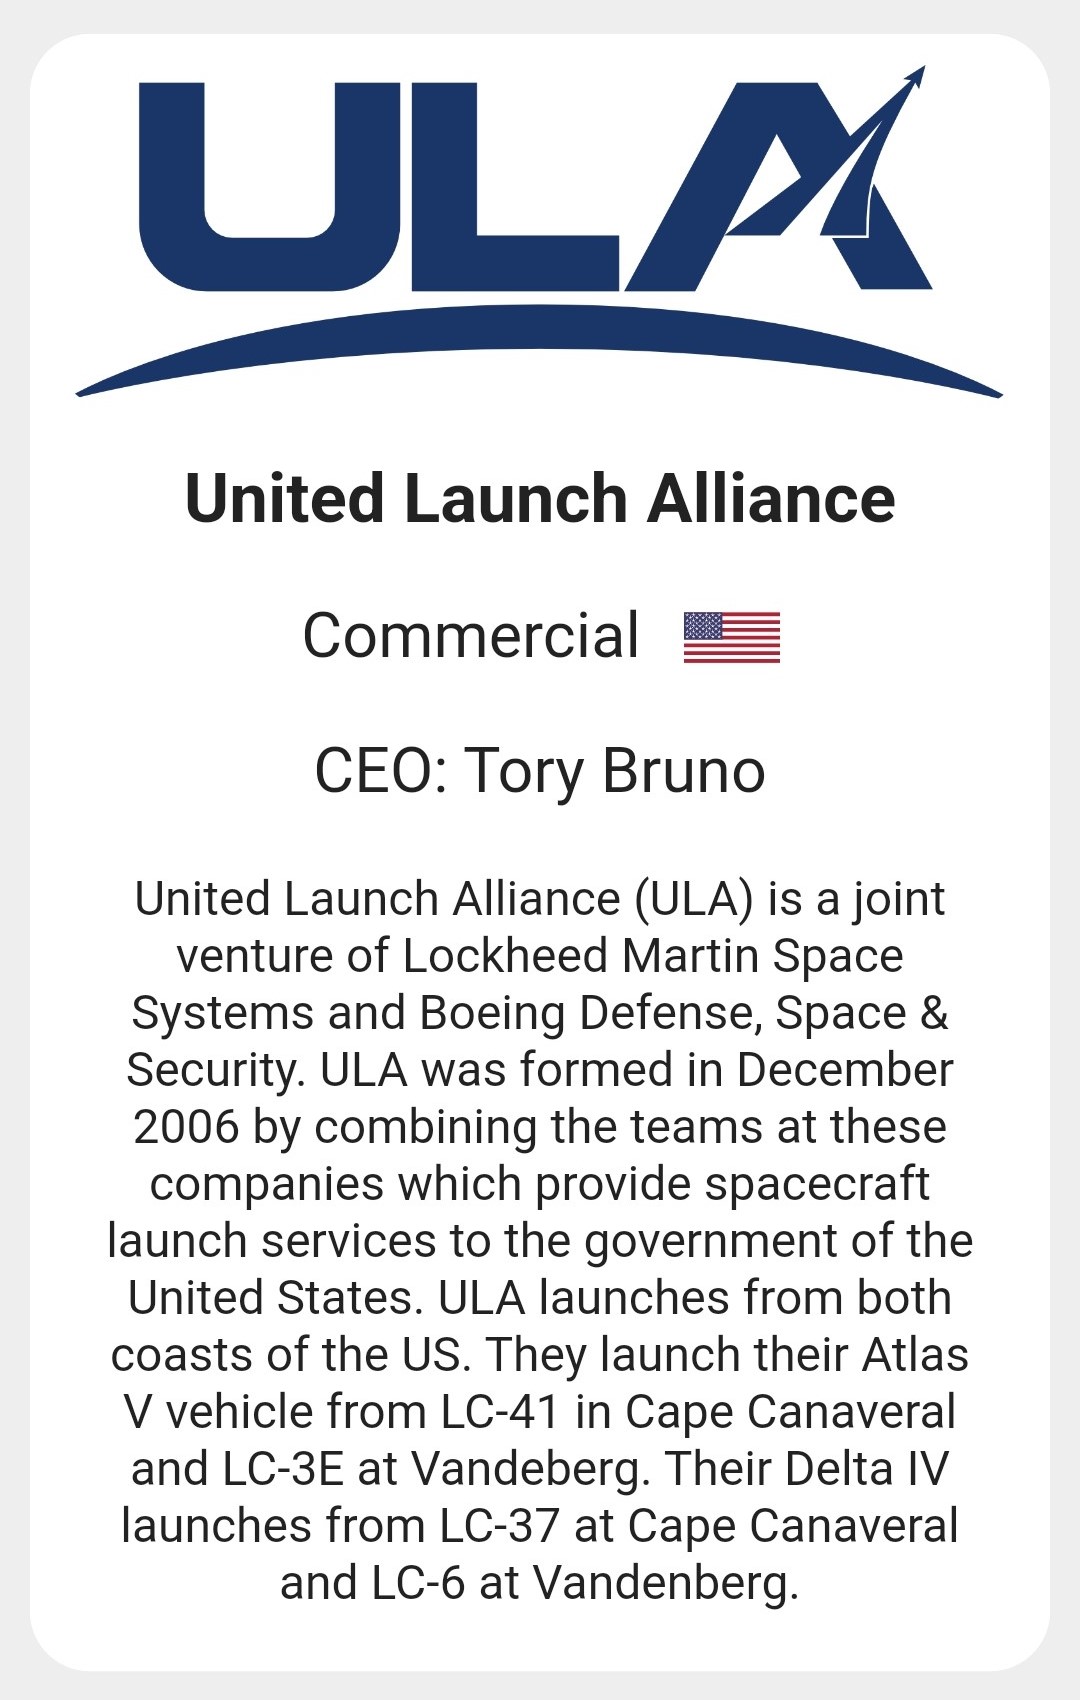 ULA
United Launch Alliance
Commercial
CEO: Tory Bruno
United Launch Alliance (ULA) is a joint
venture of Lockheed Martin Space
Systems and Boeing Defense, Space &
Security. ULA was formed in December
2006 by combining the teams at these
companies which provide spacecraft
launch services to the government of the
United States. ULA launches from both
coasts of the US. They launch their Atlas
V vehicle from LC-41 in Cape Canaveral
and LC-3E at Vandeberg. Their Delta IV
launches from LC-37 at Cape Canaveral
and LC-6 at Vandenberg.